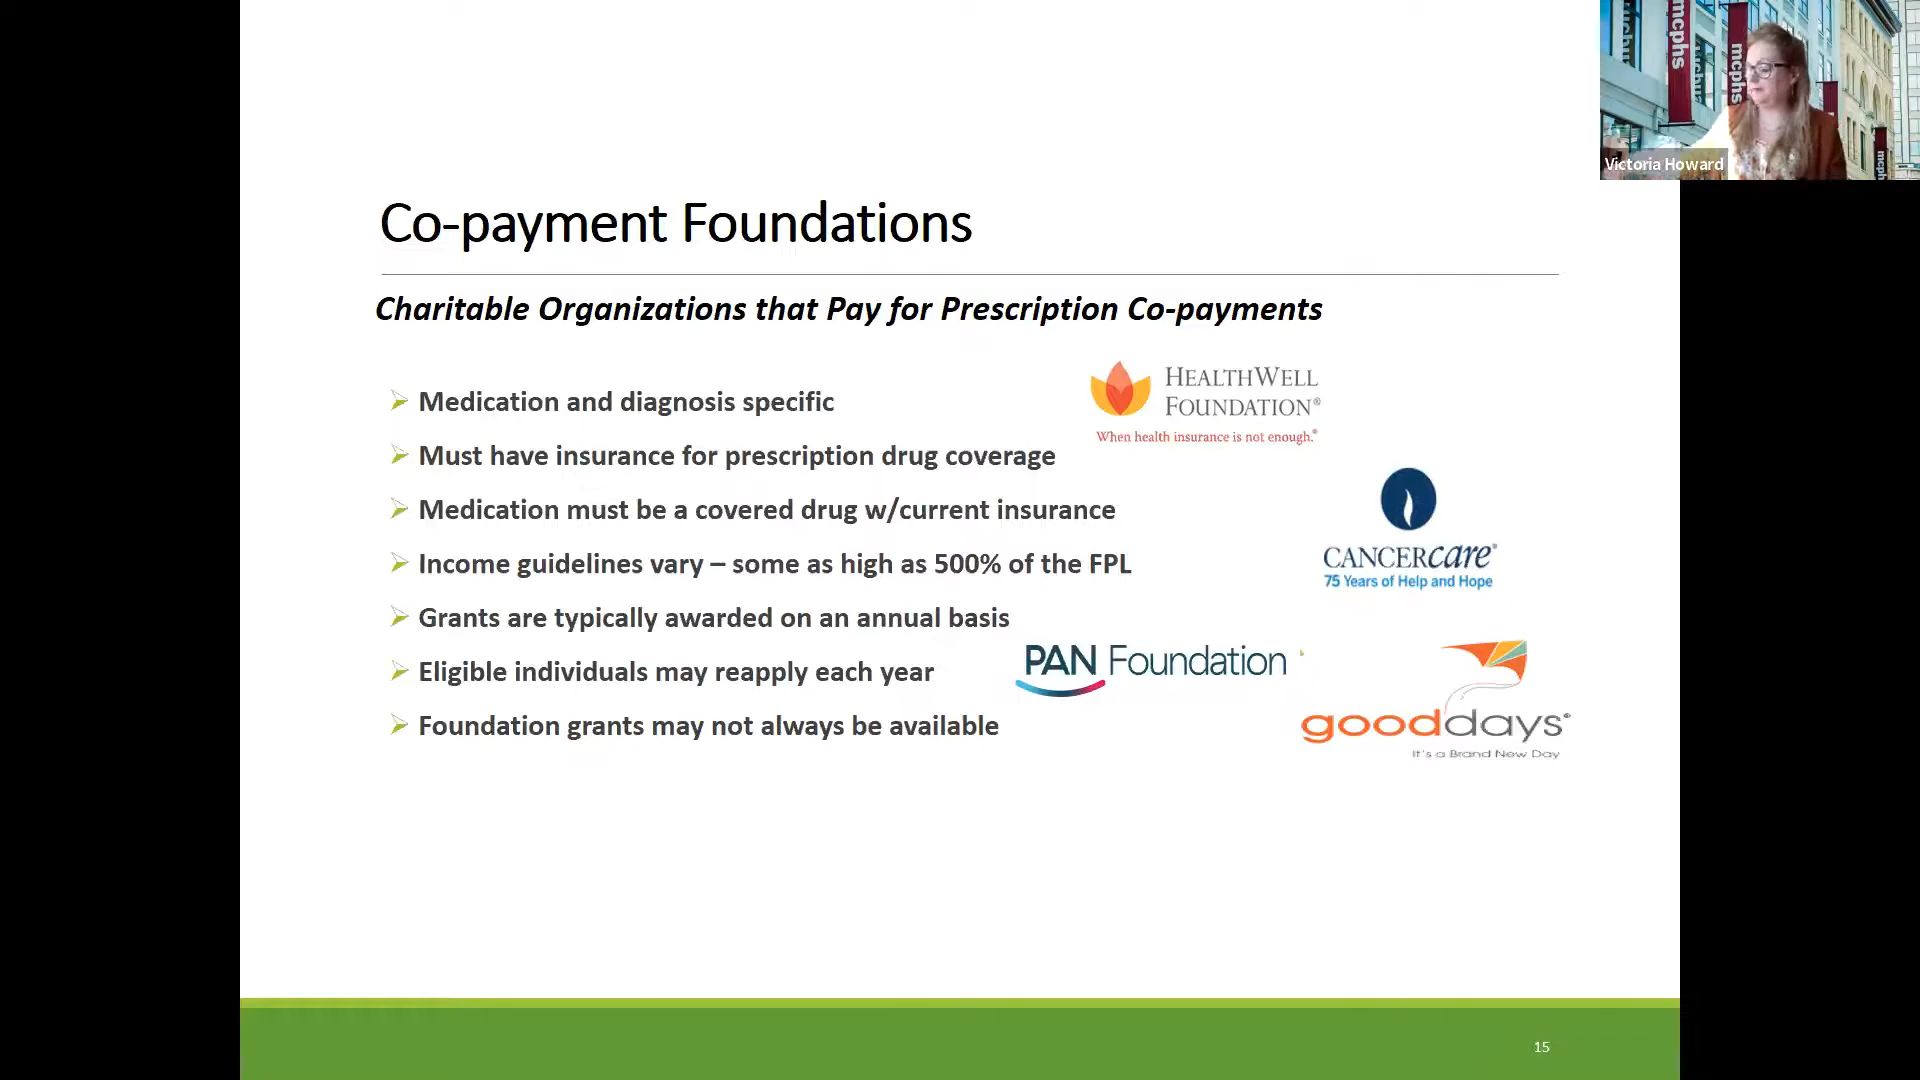 mcphs
mcphs
Victoria Howard
Co-payment Foundations
Charitable Organizations that Pay for Prescription Co-payments
Medication and diagnosis specific
Must have insurance for prescription drug coverage
Medication must be a covered drug w/current insurance
Income guidelines vary – some as high as 500% of the FPL
Grants are typically awarded on an annual basis
Eligible individuals may reapply each year
Foundation grants may not always be available
HEALTHWELL
FOUNDATION®
When health insurance is not enough.®
CANCERcare®
75 Years of Help and Hope
PAN Foundation
gooddays®
It's a Brand New Day
15